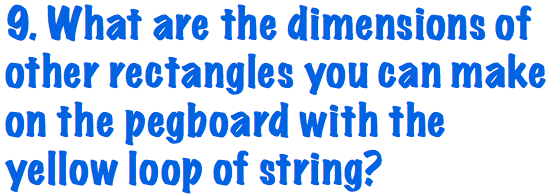 9. What are the dimensions of
other rectangles you can make
on the pegboard with the
yellow loop of string?